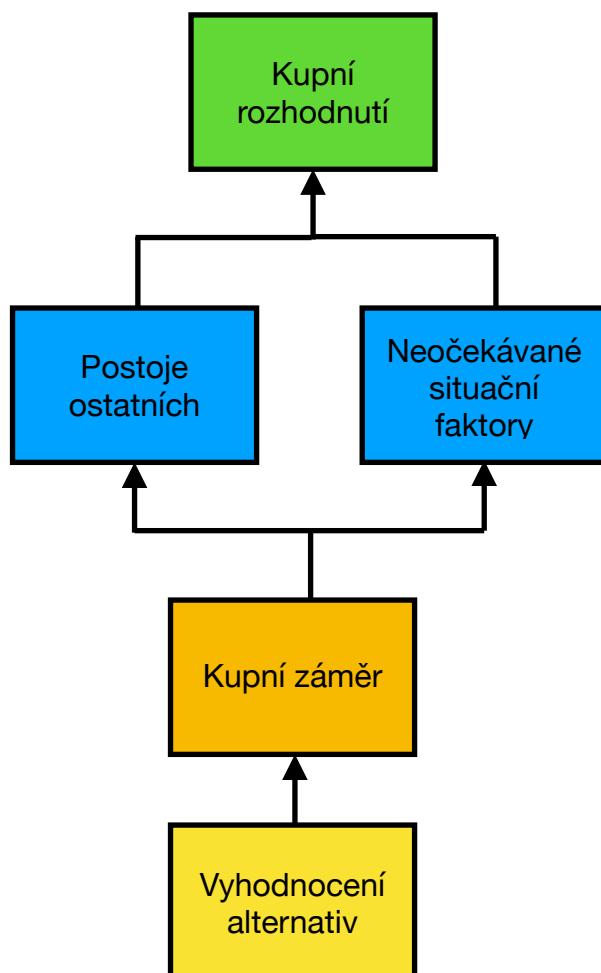 Kupní
rozhodnutí
Postoje
ostatních
Neočekávané
situační
faktory
Kupní záměr
Vyhodnocení
alternativ